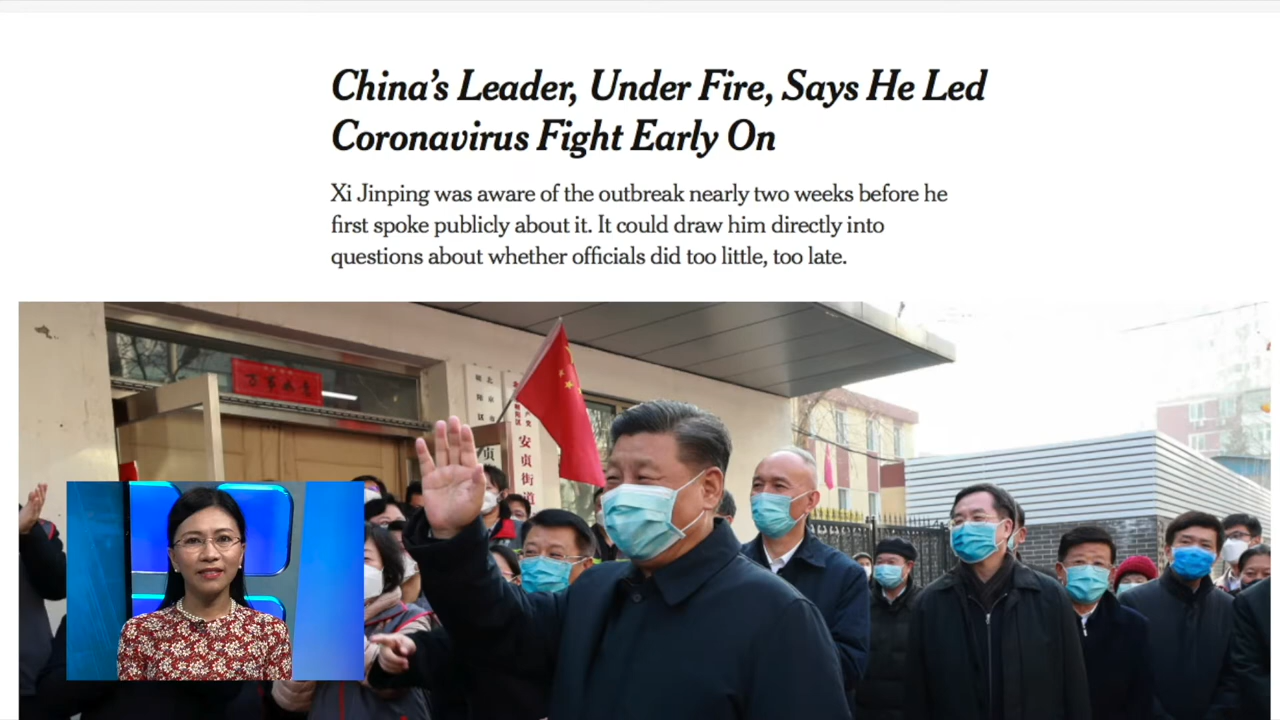 China's Leader, Under Fire, Says He Led
Coronavirus Fight Early On
Xi Jinping was aware of the outbreak nearly two weeks before he
first spoke publicly about it. It could draw him directly into
questions about whether officials did too little, too late.
安贞街道